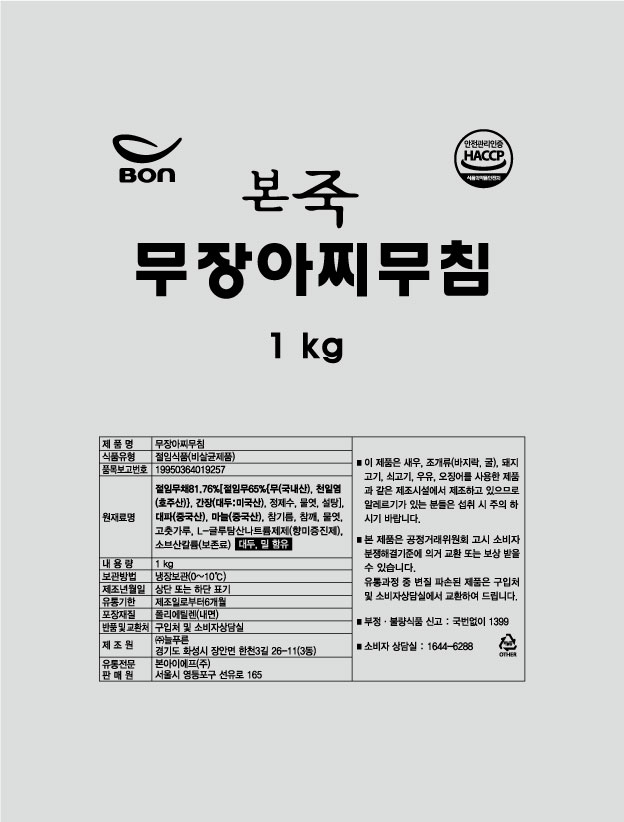 BON
안전관리인증
HACCP
식품의약품안전처
본죽
무장아찌무침
1 kg
제 품 명 무장아찌무침
식품유형 절임식품(비살균제품)
품목보고번호 19950364019257
원재료명 절임무채81.76%[절임무65%{무(국내산), 천일염
(호주산)}, 간장(대두:미국산), 정제수, 물엿, 설탕],
대파(중국산), 마늘(중국산), 참기름, 참깨, 물엿,
고춧가루, L-글루탐산나트륨제제(향미증진제),
소브산칼륨(보존료) 대두, 밀 함유
내 용 량 1 kg
보관방법 냉장보관(0~10℃)
제조년월일 상단 또는 하단 표기
유통기한 제조일로부터6개월
포장재질 폴리에틸렌(내면)
반품및교환처 구입처 및 소비자상담실
제 조 원 ㈜늘푸른
경기도 화성시 장안면 한천3길 26-11(3동)
유통전문 본아이에프(주)
판 매 원 서울시 영등포구 선유로 165
■ 이 제품은 새우, 조개류(바지락, 굴), 돼지
고기, 쇠고기, 우유, 오징어를 사용한 제품
과 같은 제조시설에서 제조하고 있으므로
알레르기가 있는 분들은 섭취 시 주의 하
시기 바랍니다.
■ 본 제품은 공정거래위원회 고시 소비자
분쟁해결기준에 의거 교환 또는 보상 받을
수 있습니다.
유통과정 중 변질 파손된 제품은 구입처
및 소비자상담실에서 교환하여 드립니다.
■ 부정 · 불량식품 신고 : 국번없이 1399
■ 소비자 상담실 : 1644-6288
OTHER